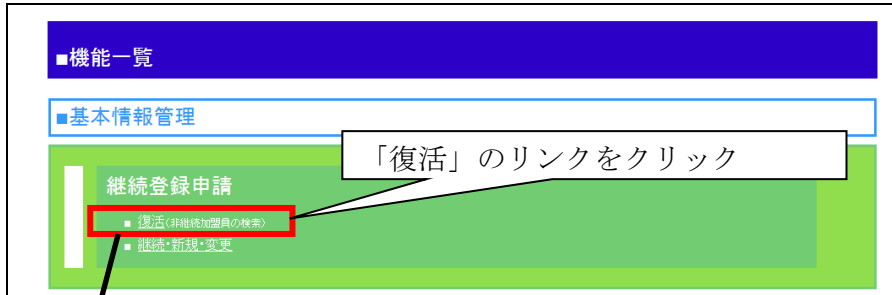 ■機能一覧
■基本情報管理
「復活」のリンクをクリック
継続登録申請
■ 復活(非継続加盟員の検索)
■ 継続・新規・変更